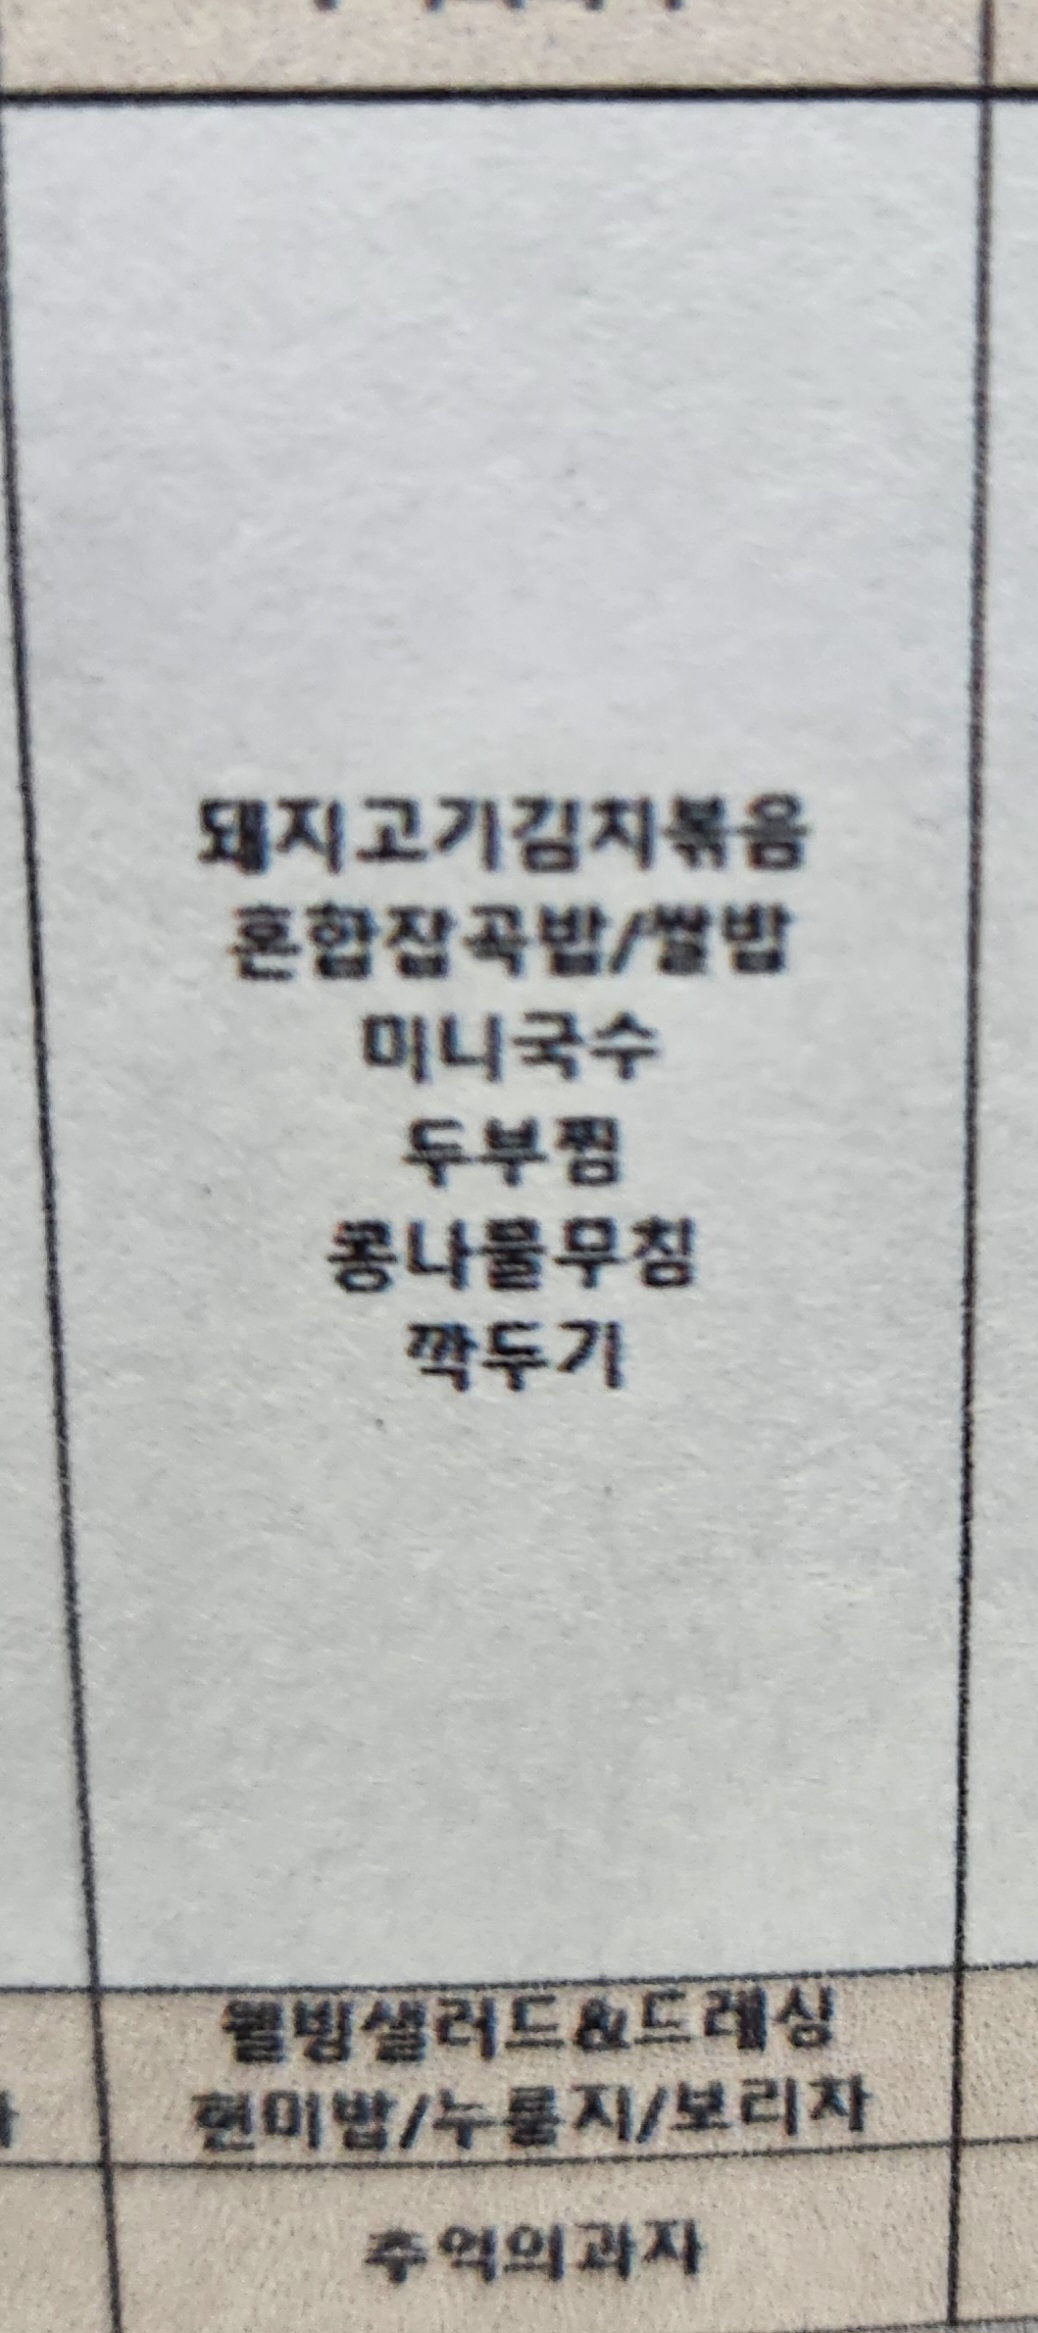 돼지고기김치볶음
혼합잡곡밥/쌀밥
미니국수
두부찜
콩나물무침
깍두기
웰빙샐러드&드레싱
현미밥/누룽지/보리차
추억의과자